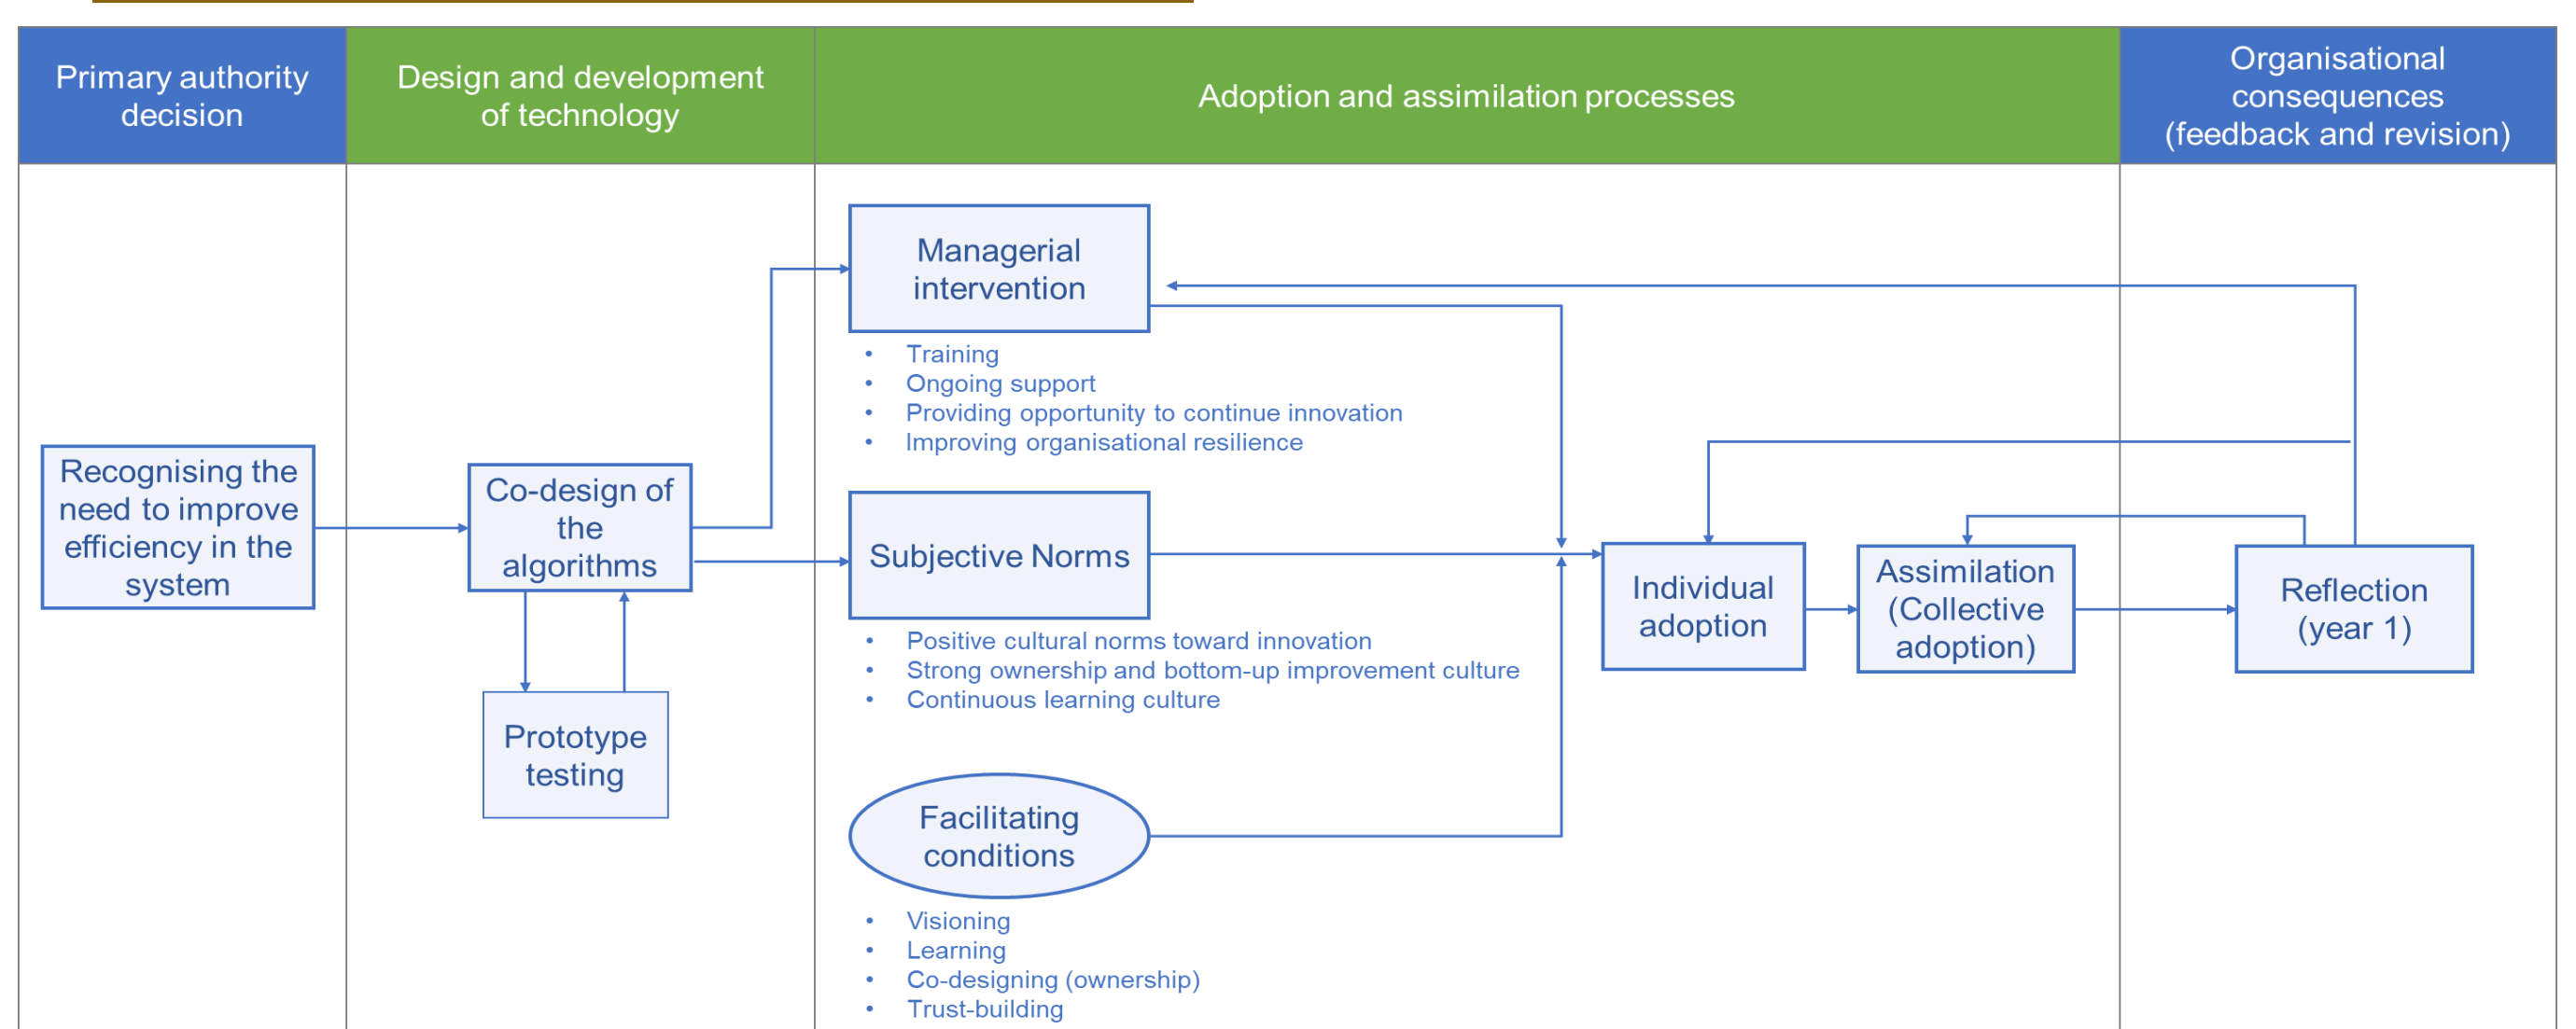 Primary authority
decision
Design and development
of technology
Adoption and assimilation processes
Organisational
consequences
(feedback and revision)
Recognising the
need to improve
efficiency in the
system
Co-design of
the
algorithms
Prototype
testing
Managerial
intervention
• Training
• Ongoing support
• Providing opportunity to continue innovation
• Improving organisational resilience
Subjective Norms
• Positive cultural norms toward innovation
• Strong ownership and bottom-up improvement culture
• Continuous learning culture
Facilitating
conditions
• Visioning
• Learning
• Co-designing (ownership)
• Trust-building
Individual
adoption
Assimilation
(Collective
adoption)
Reflection
(year 1)